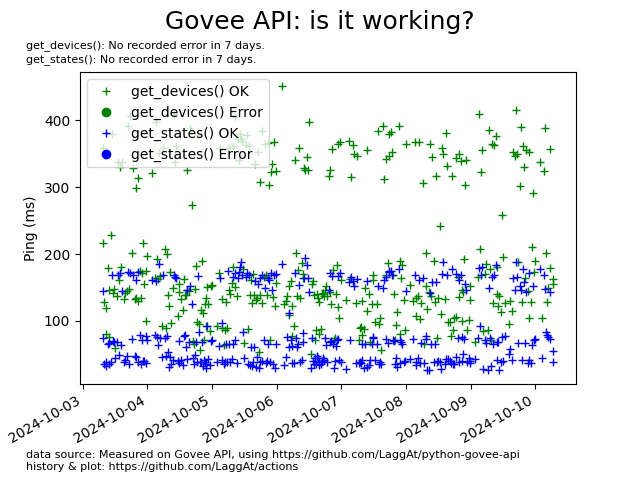 Govee API: is it working?
get_devices(): No recorded error in 7 days.
get_states(): No recorded error in 7 days.
get_devices() OK
get_devices() Error
get_states() OK
get_states() Error
Ping (ms)
400
300
200
100
2024-10-03
2024-10-04
2024-10-05
2024-10-06
2024-10-07
2024-10-08
2024-10-09
2024-10-10
data source: Measured on Govee API, using https://github.com/LaggAt/python-govee-api
history & plot: https://github.com/LaggAt/actions